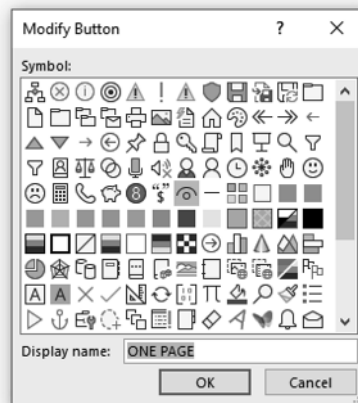 Modify Button ? ×
Symbol:
Display name: ONE PAGE
OK Cancel